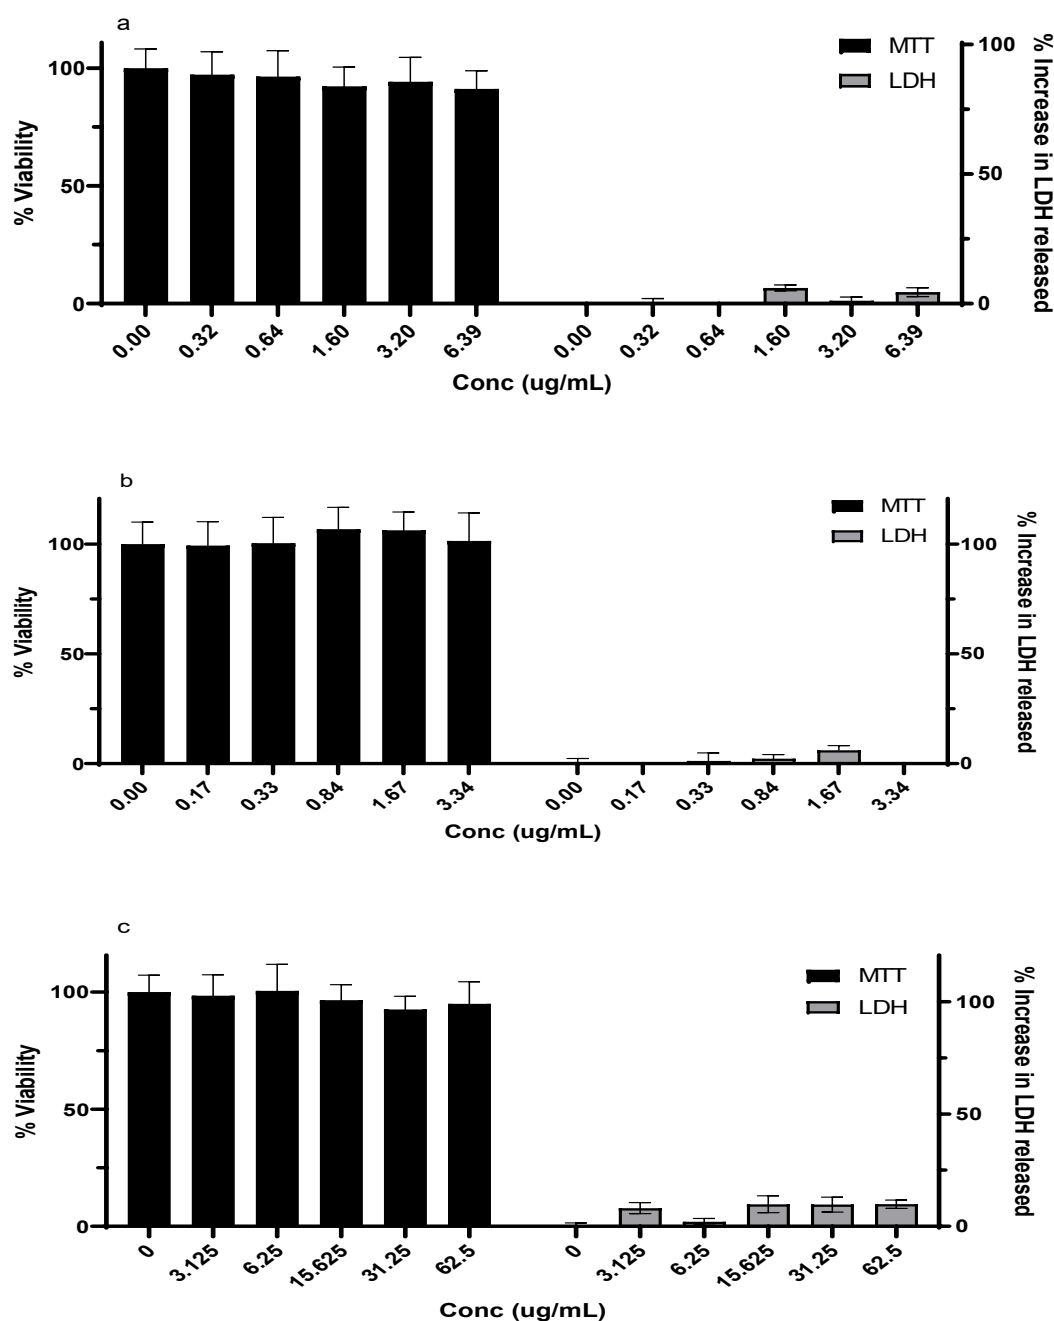 a
MTT
LDH
% Viability
% Increase in LDH released
100
50
0
100
50
0
0.00 0.32 0.64 1.60 3.20 6.39 0.00 0.32 0.64 1.60 3.20 6.39
Conc (ug/mL)
b
MTT
LDH
% Viability
% Increase in LDH released
100
50
0
100
50
0
0.00 0.17 0.33 0.84 1.67 3.34 0.00 0.17 0.33 0.84 1.67 3.34
Conc (ug/mL)
c
MTT
LDH
% Viability
% Increase in LDH released
100
50
0
100
50
0
0 3.125 6.25 15.625 31.25 62.5 0 3.125 6.25 15.625 31.25 62.5
Conc (ug/mL)